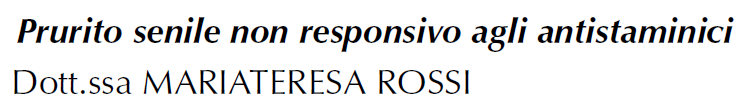 Prurito senile non responsivo agli antistaminici
Dott.ssa MARIATERESA ROSSI